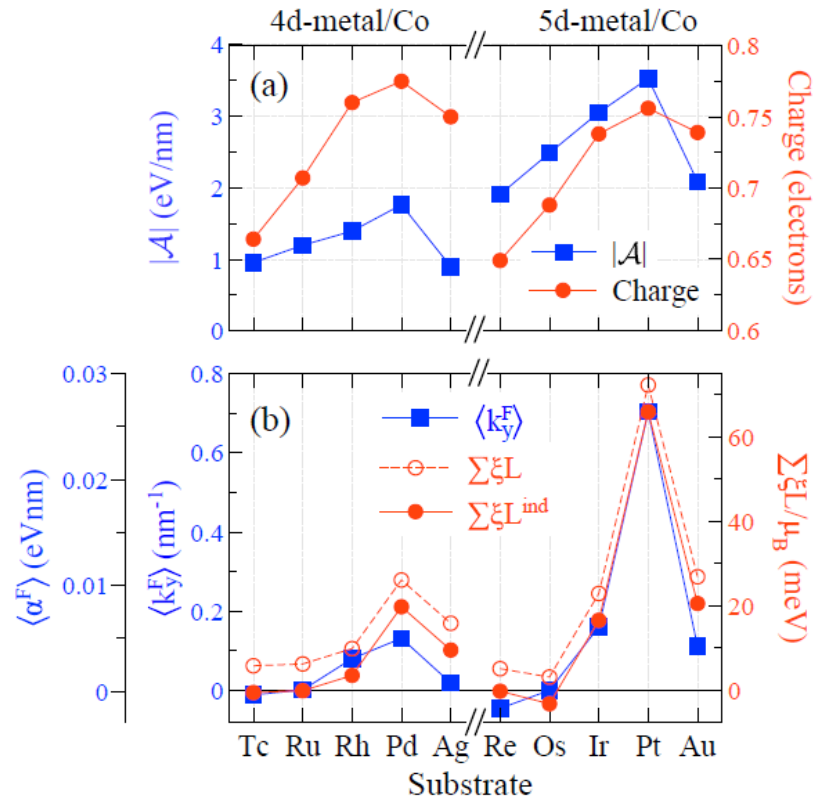 4d-metal/Co 5d-metal/Co
(a)
4
3
2
1
0
|𝒜| (eV/nm)
0.8
0.75
0.7
0.65
0.6
Charge (electrons)
|𝒜|
Charge
(b)
0.03
0.02
0.01
0
⟨α^F⟩ (eVnm)
0.8
0.6
0.4
0.2
0
⟨k_y^F⟩ (nm⁻¹)
⟨k_y^F⟩
∑ξL
∑ξL^ind
60
40
20
0
∑ξL/μ_B (meV)
Tc Ru Rh Pd Ag Re Os Ir Pt Au
Substrate